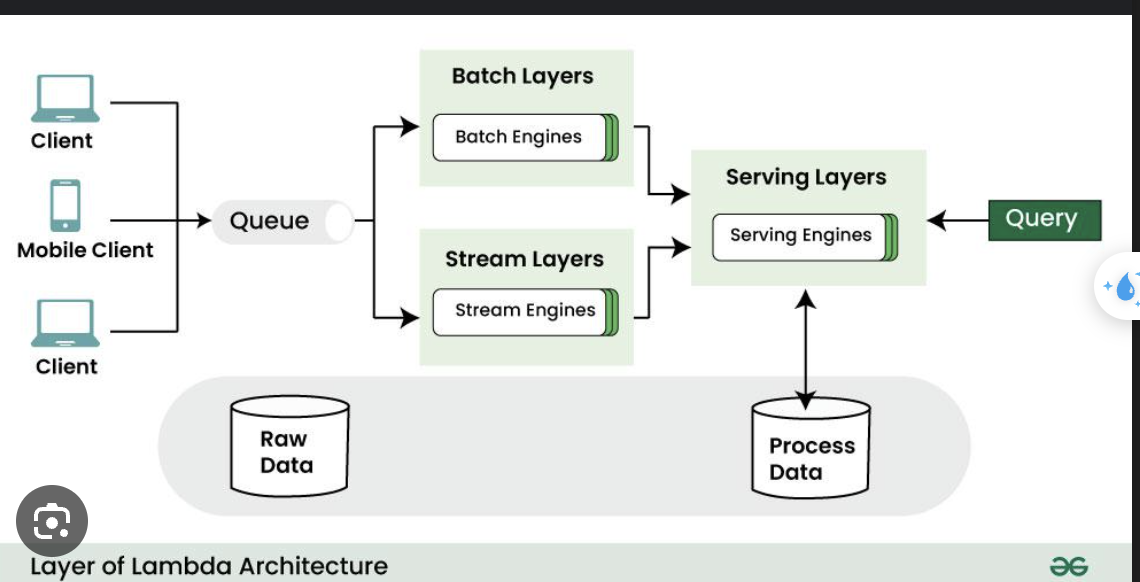 Client
Mobile Client
Client
Queue
Batch Layers
Batch Engines
Stream Layers
Stream Engines
Serving Layers
Serving Engines
Query
Raw
Data
Process
Data
Layer of Lambda Architecture